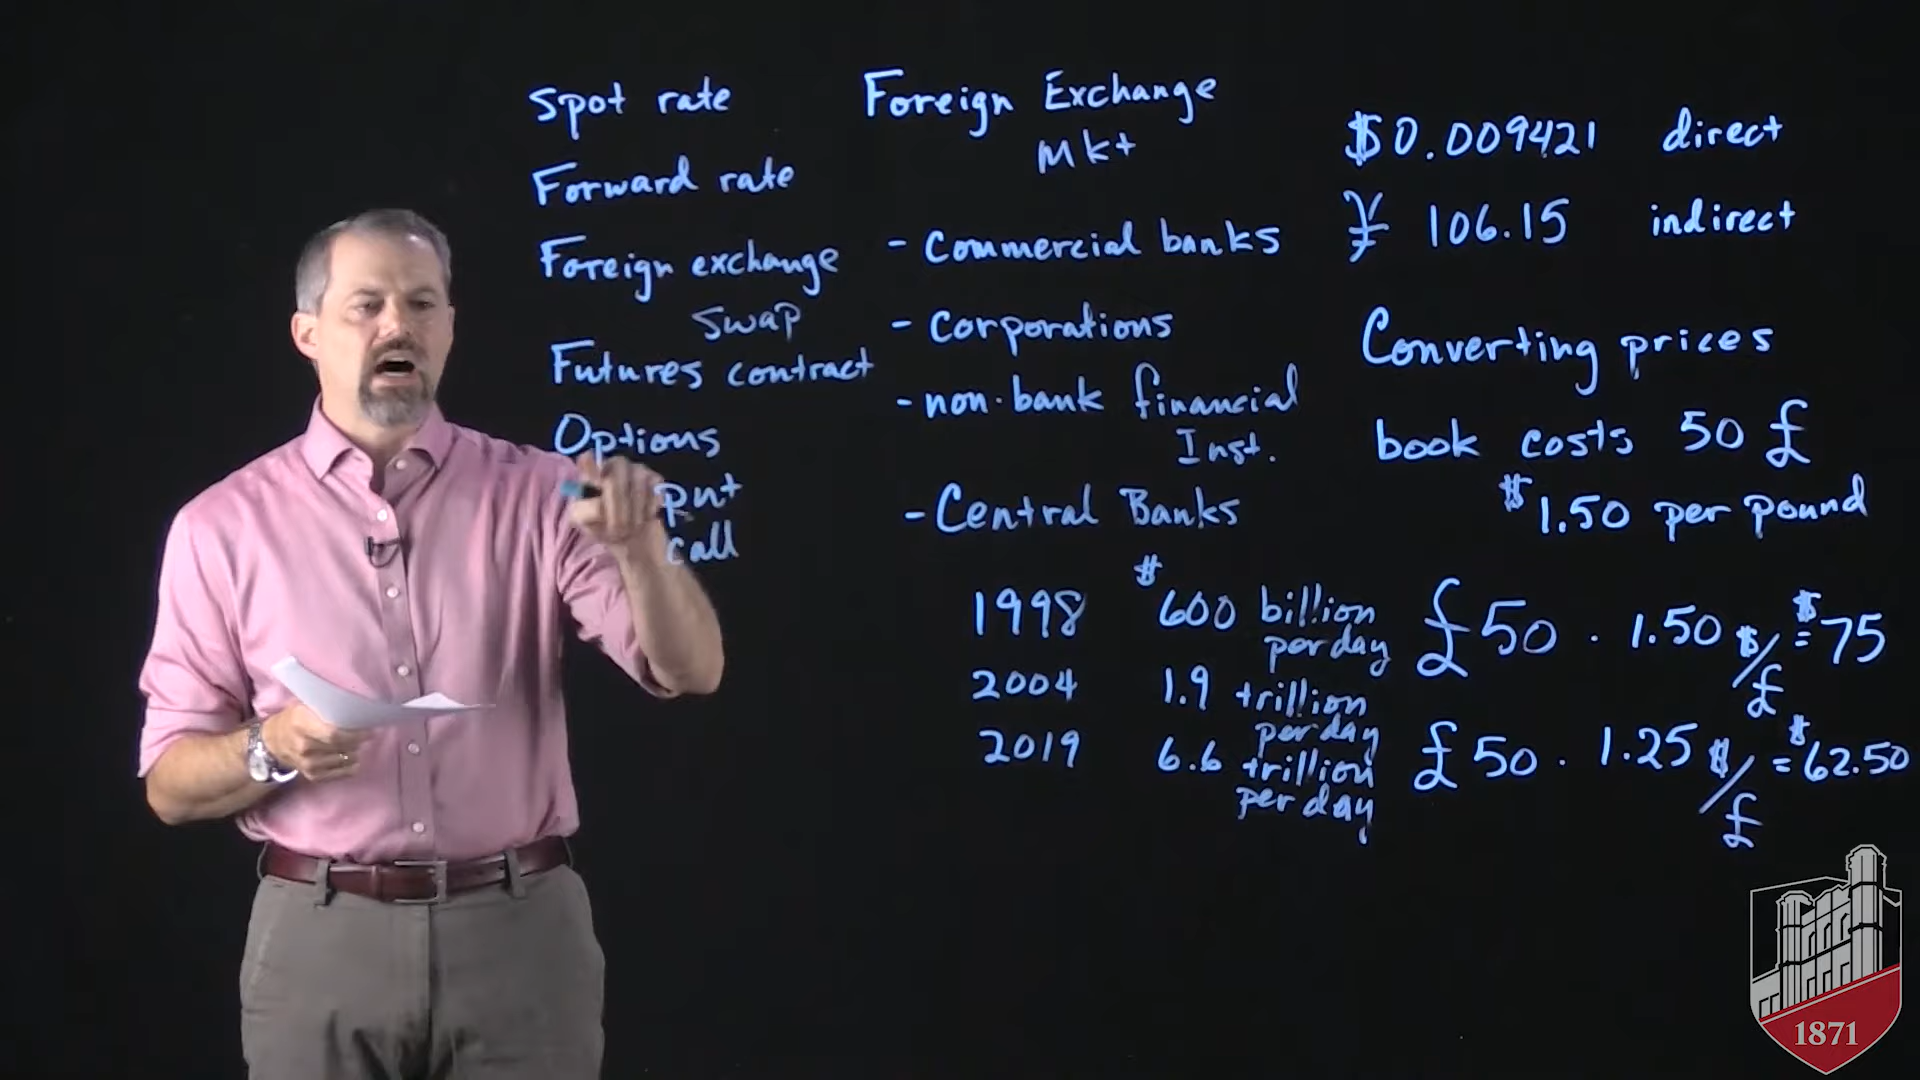 Spot rate
Forward rate
Foreign exchange
swap
Futures contract
Options
put
call
Foreign Exchange
Mkt
- Commercial banks
- Corporations
- non-bank financial
Inst.
- Central Banks
1998 $600 billion
per day
2004 1.9 trillion
per day
2019 6.6 trillion
per day
$0.009421 direct
¥ 106.15 indirect
Converting prices
book costs 50 £
$1.50 per pound
£50 · 1.50 $/£ = $75
£50 · 1.25 $/£ = $62.50
1871